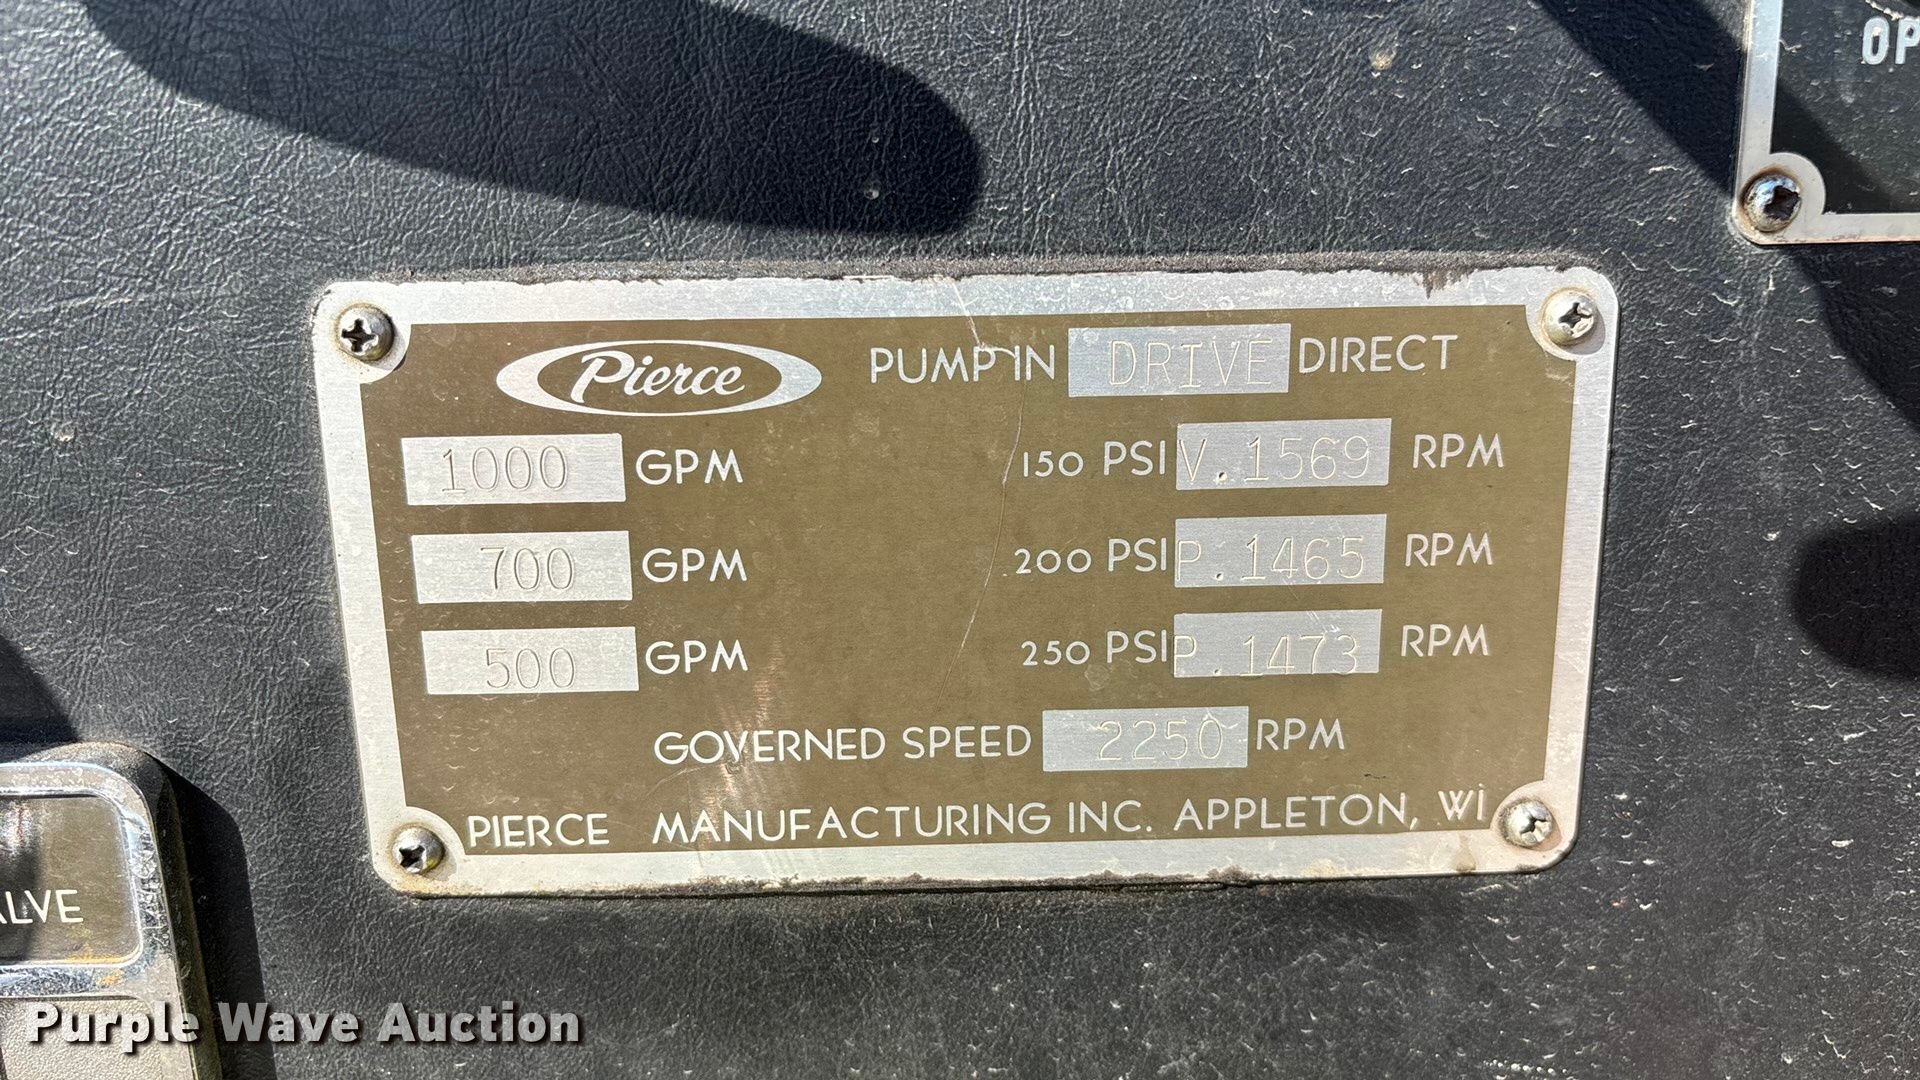 OP
Pierce PUMP IN DRIVE DIRECT
1000 GPM 150 PSI V.1569 RPM
700 GPM 200 PSI P.1465 RPM
500 GPM 250 PSI P.1473 RPM
GOVERNED SPEED 2250 RPM
PIERCE MANUFACTURING INC. APPLETON, WI
ALVE
Purple Wave Auction